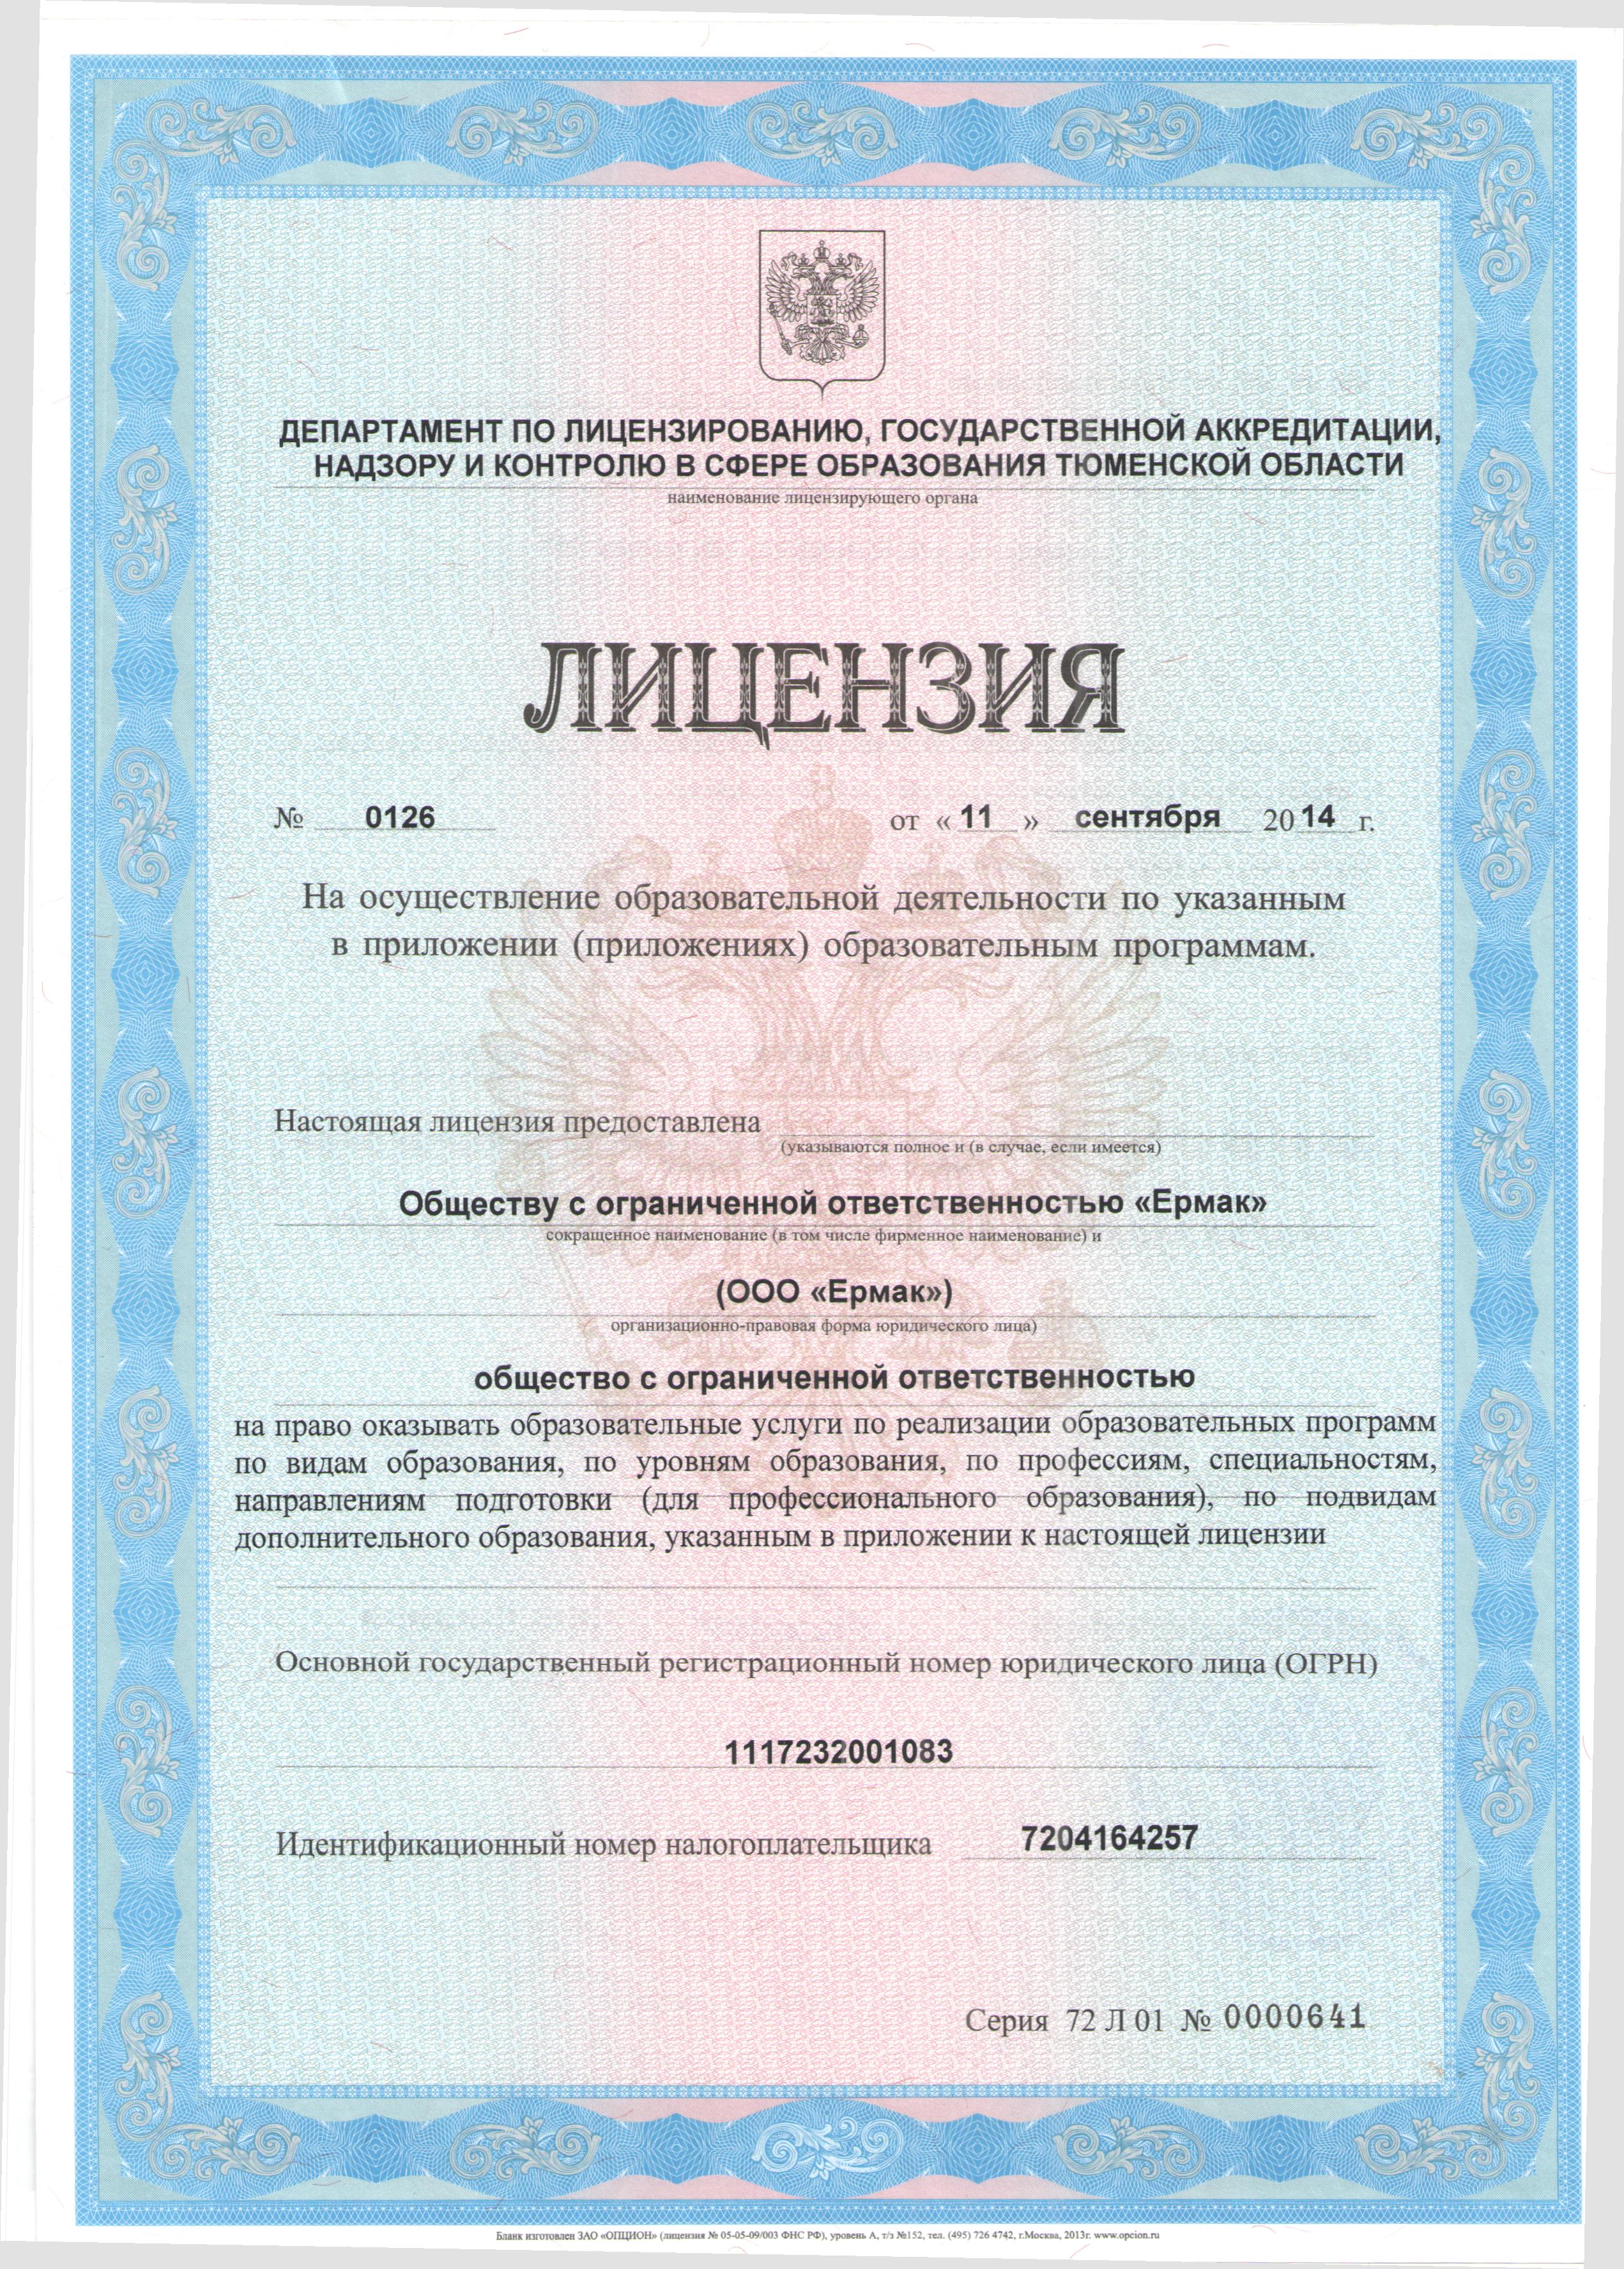 ДЕПАРТАМЕНТ ПО ЛИЦЕНЗИРОВАНИЮ, ГОСУДАРСТВЕННОЙ АККРЕДИТАЦИИ,
НАДЗОРУ И КОНТРОЛЮ В СФЕРЕ ОБРАЗОВАНИЯ ТЮМЕНСКОЙ ОБЛАСТИ
наименование лицензирующего органа
ЛИЦЕНЗИЯ
№ 0126 от « 11 » сентября 20 14 г.
На осуществление образовательной деятельности по указанным
в приложении (приложениях) образовательным программам.
Настоящая лицензия предоставлена
(указываются полное и (в случае, если имеется)
Обществу с ограниченной ответственностью «Ермак»
сокращенное наименование (в том числе фирменное наименование) и
(ООО «Ермак»)
организационно-правовая форма юридического лица)
общество с ограниченной ответственностью
на право оказывать образовательные услуги по реализации образовательных программ
по видам образования, по уровням образования, по профессиям, специальностям,
направлениям подготовки (для профессионального образования), по подвидам
дополнительного образования, указанным в приложении к настоящей лицензии
Основной государственный регистрационный номер юридического лица (ОГРН)
1117232001083
Идентификационный номер налогоплательщика 7204164257
Серия 72 Л 01 № 0000641
Бланк изготовлен ЗАО «ОПЦИОН» (лицензия № 05-05-09/003 ФНС РФ), уровень А, т/з №152, тел. (495) 726 4742, г.Москва, 2013г. www.opcion.ru